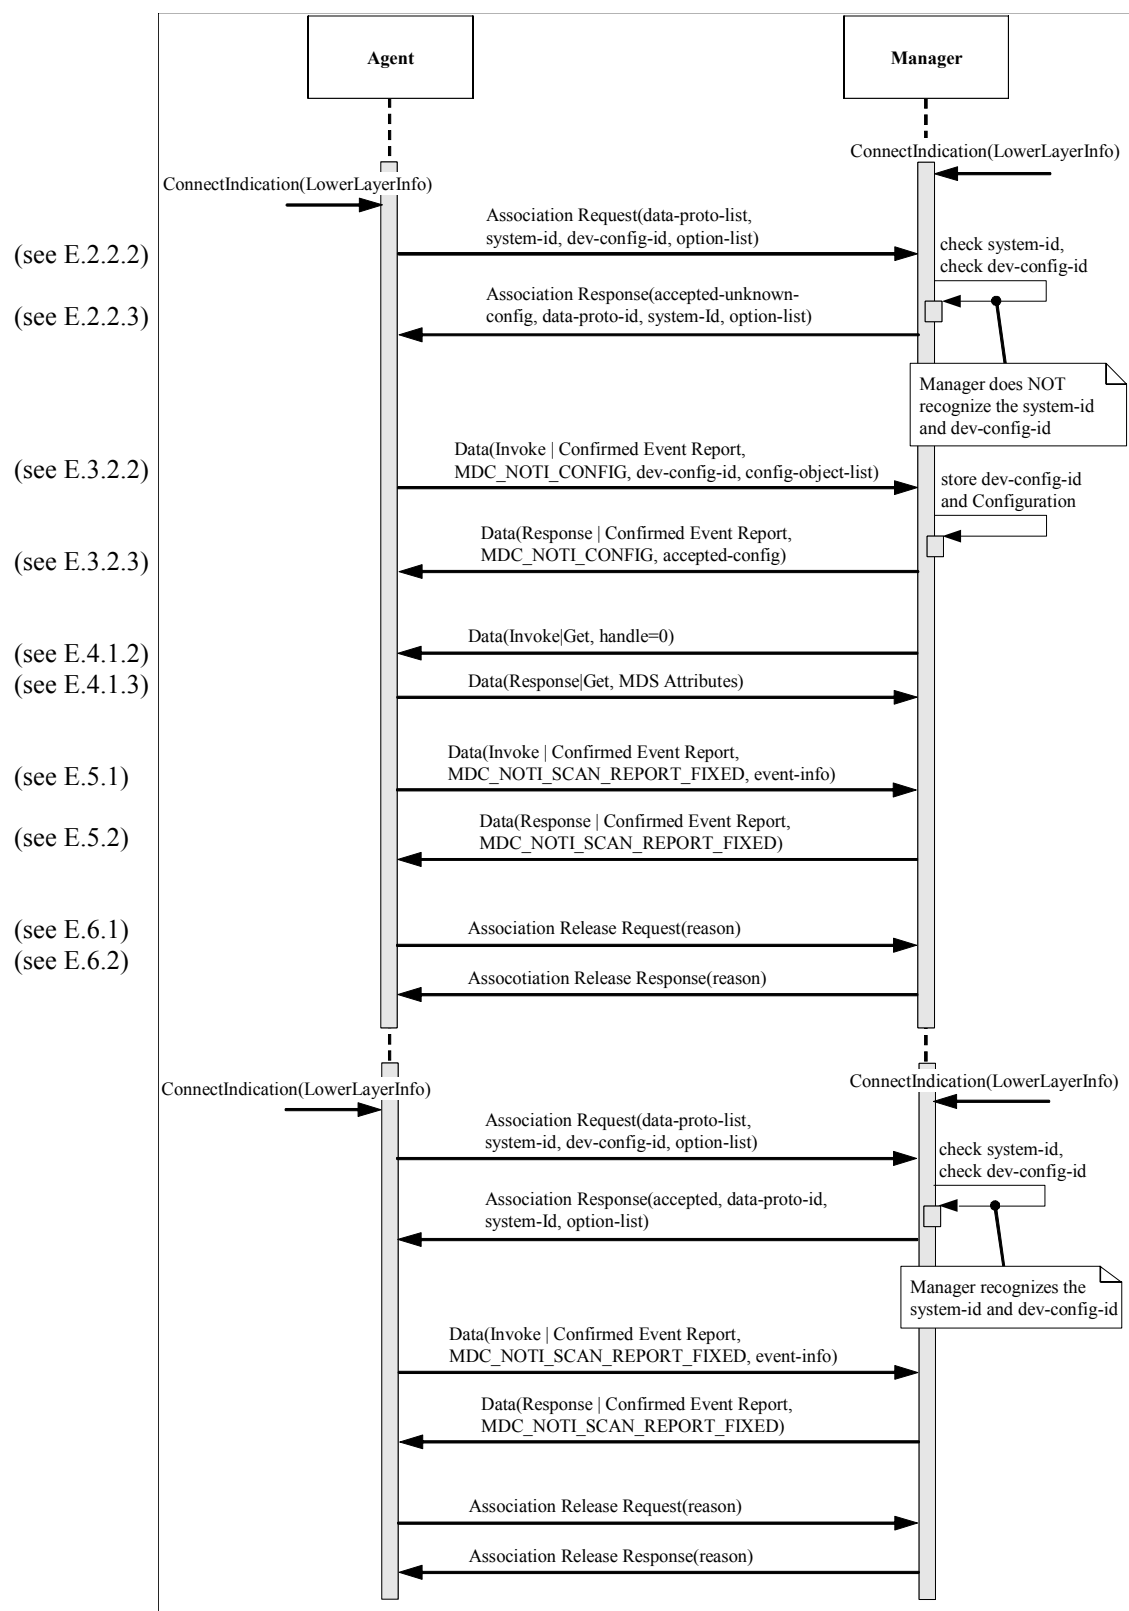 Agent
Manager
ConnectIndication(LowerLayerInfo)
ConnectIndication(LowerLayerInfo)
Association Request(data-proto-list,
system-id, dev-config-id, option-list)
(see E.2.2.2)
check system-id,
check dev-config-id
Association Response(accepted-unknown-
config, data-proto-id, system-Id, option-list)
(see E.2.2.3)
Manager does NOT
recognize the system-id
and dev-config-id
Data(Invoke | Confirmed Event Report,
MDC_NOTI_CONFIG, dev-config-id, config-object-list)
(see E.3.2.2)
store dev-config-id
and Configuration
Data(Response | Confirmed Event Report,
MDC_NOTI_CONFIG, accepted-config)
(see E.3.2.3)
Data(Invoke|Get, handle=0)
(see E.4.1.2)
(see E.4.1.3)
Data(Response|Get, MDS Attributes)
Data(Invoke | Confirmed Event Report,
MDC_NOTI_SCAN_REPORT_FIXED, event-info)
(see E.5.1)
Data(Response | Confirmed Event Report,
MDC_NOTI_SCAN_REPORT_FIXED)
(see E.5.2)
Association Release Request(reason)
(see E.6.1)
(see E.6.2)
Assocotiation Release Response(reason)
ConnectIndication(LowerLayerInfo)
ConnectIndication(LowerLayerInfo)
Association Request(data-proto-list,
system-id, dev-config-id, option-list)
check system-id,
check dev-config-id
Association Response(accepted, data-proto-id,
system-Id, option-list)
Manager recognizes the
system-id and dev-config-id
Data(Invoke | Confirmed Event Report,
MDC_NOTI_SCAN_REPORT_FIXED, event-info)
Data(Response | Confirmed Event Report,
MDC_NOTI_SCAN_REPORT_FIXED)
Association Release Request(reason)
Association Release Response(reason)